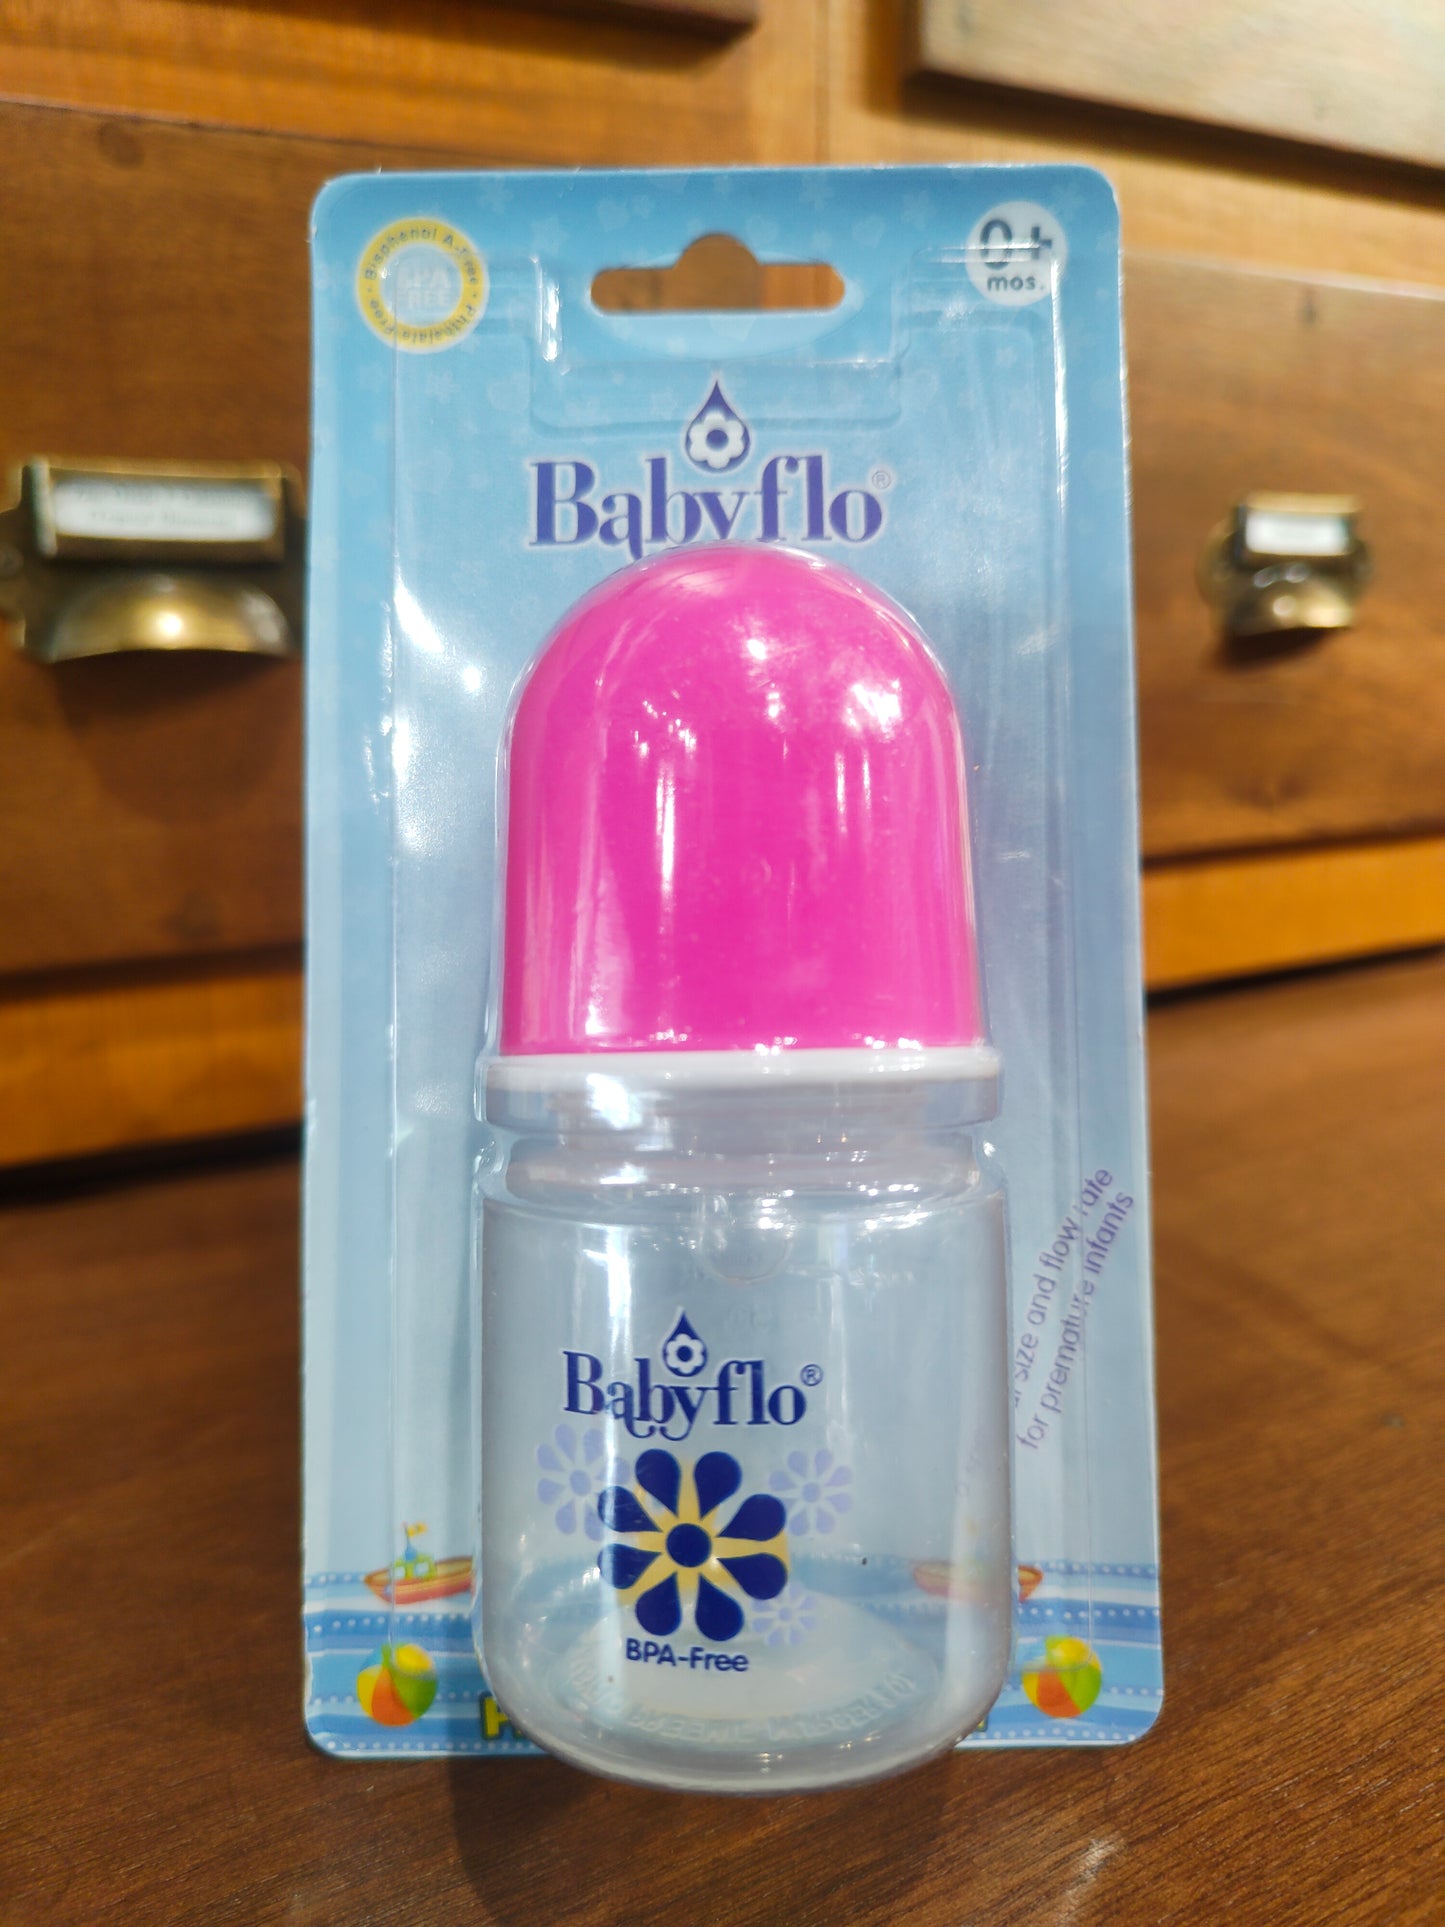 Bisphenol A-Free • Phthalate-Free •
BPA
FREE
0+
mos.
Babyflo®
size and flow rate
for premature infants
Babyflo®
BPA-Free